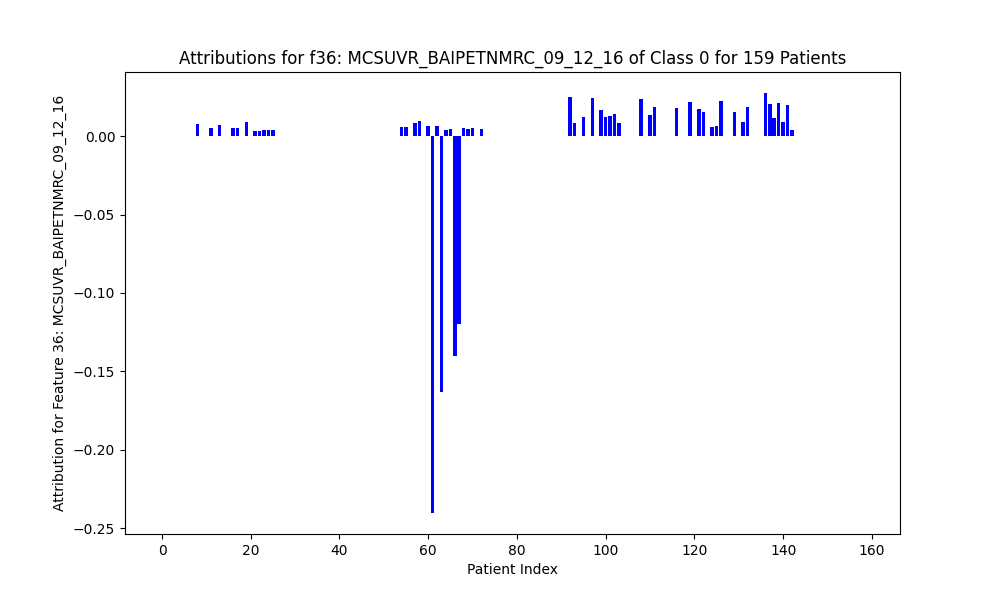 Attributions for f36: MCSUVR_BAIPETNMRC_09_12_16 of Class 0 for 159 Patients
Attribution for Feature 36: MCSUVR_BAIPETNMRC_09_12_16
0.00
−0.05
−0.10
−0.15
−0.20
−0.25
0 20 40 60 80 100 120 140 160
Patient Index